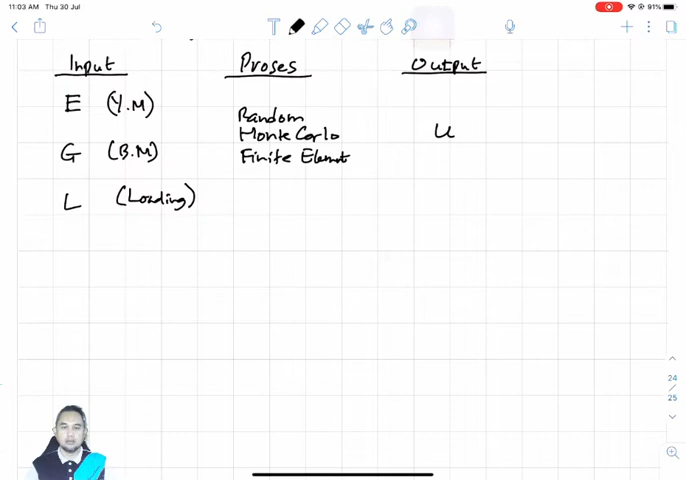 11:03 AM Thu 30 Jul
91%
Input Proses Output
E (Y.M)
Random
Monte Carlo
U
G (B.M)
Finite Element
L (Loading)
24
/
25